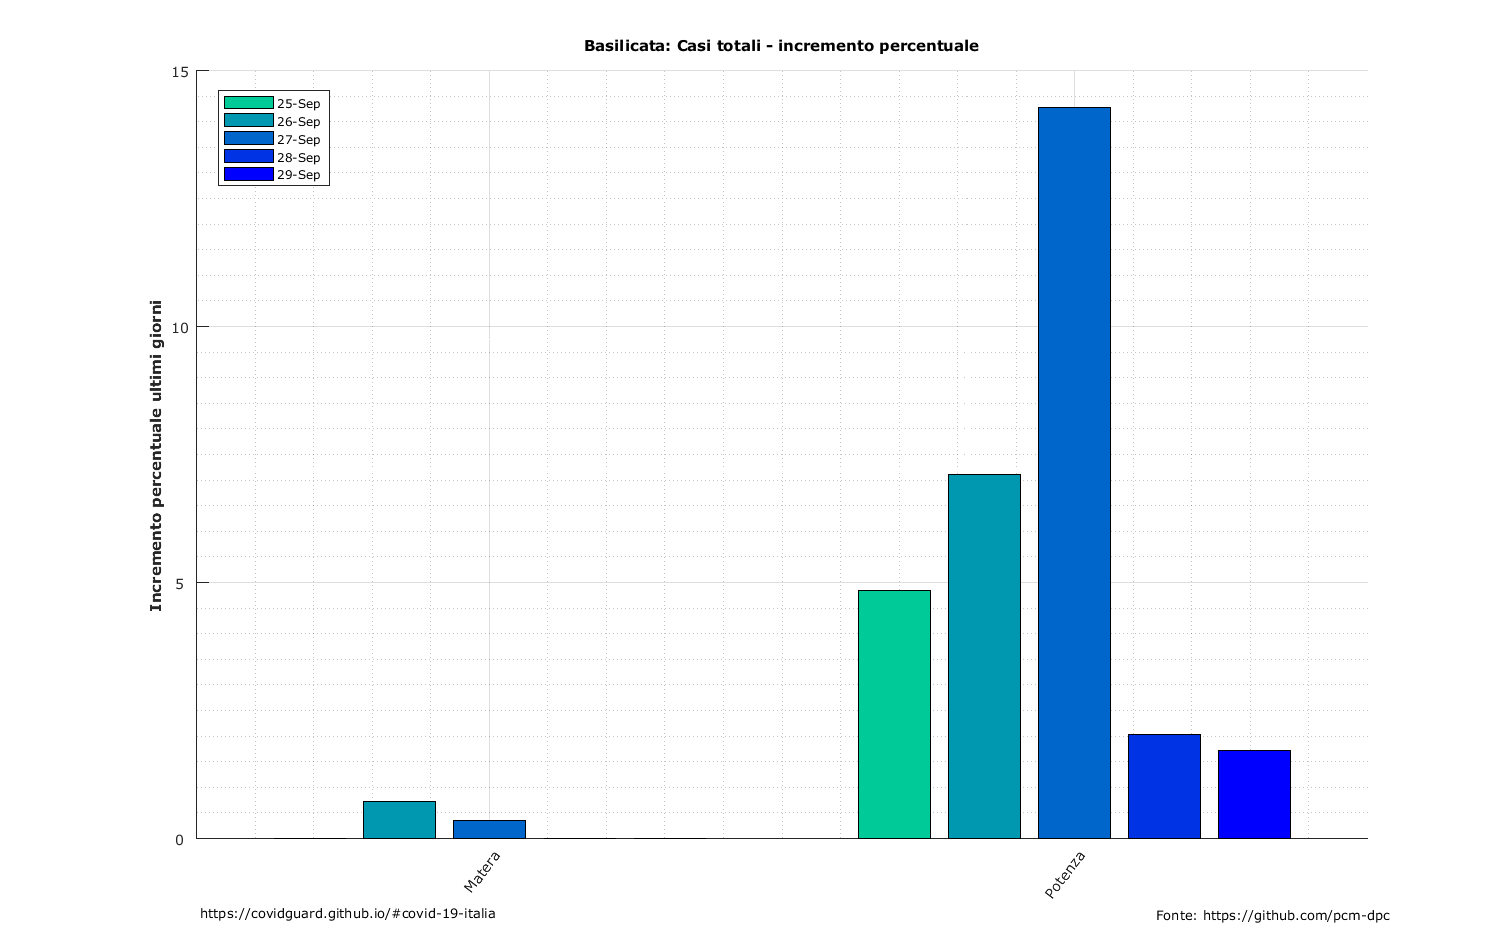 Basilicata: Casi totali - incremento percentuale
15
25-Sep
26-Sep
27-Sep
28-Sep
29-Sep
10
Incremento percentuale ultimi giorni
5
0
Matera
Potenza
https://covidguard.github.io/#covid-19-italia
Fonte: https://github.com/pcm-dpc